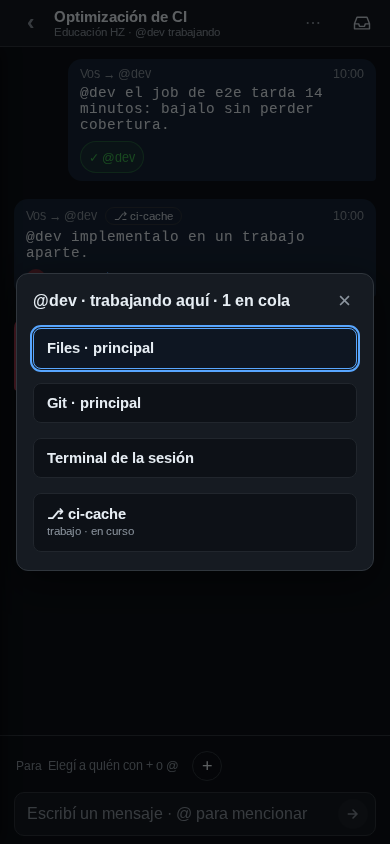 Optimización de CI
Educación HZ · @dev trabajando
Vos → @dev 10:00
@dev el job de e2e tarda 14
minutos: bajalo sin perder
cobertura.
✓ @dev
Vos → @dev ⎇ ci-cache 10:00
@dev implementalo en un trabajo
aparte.
@dev · trabajando aquí · 1 en cola ×
Files · principal
Git · principal
Terminal de la sesión
⎇ ci-cache
trabajo · en curso
Para Elegí a quién con + o @ +
Escribí un mensaje · @ para mencionar